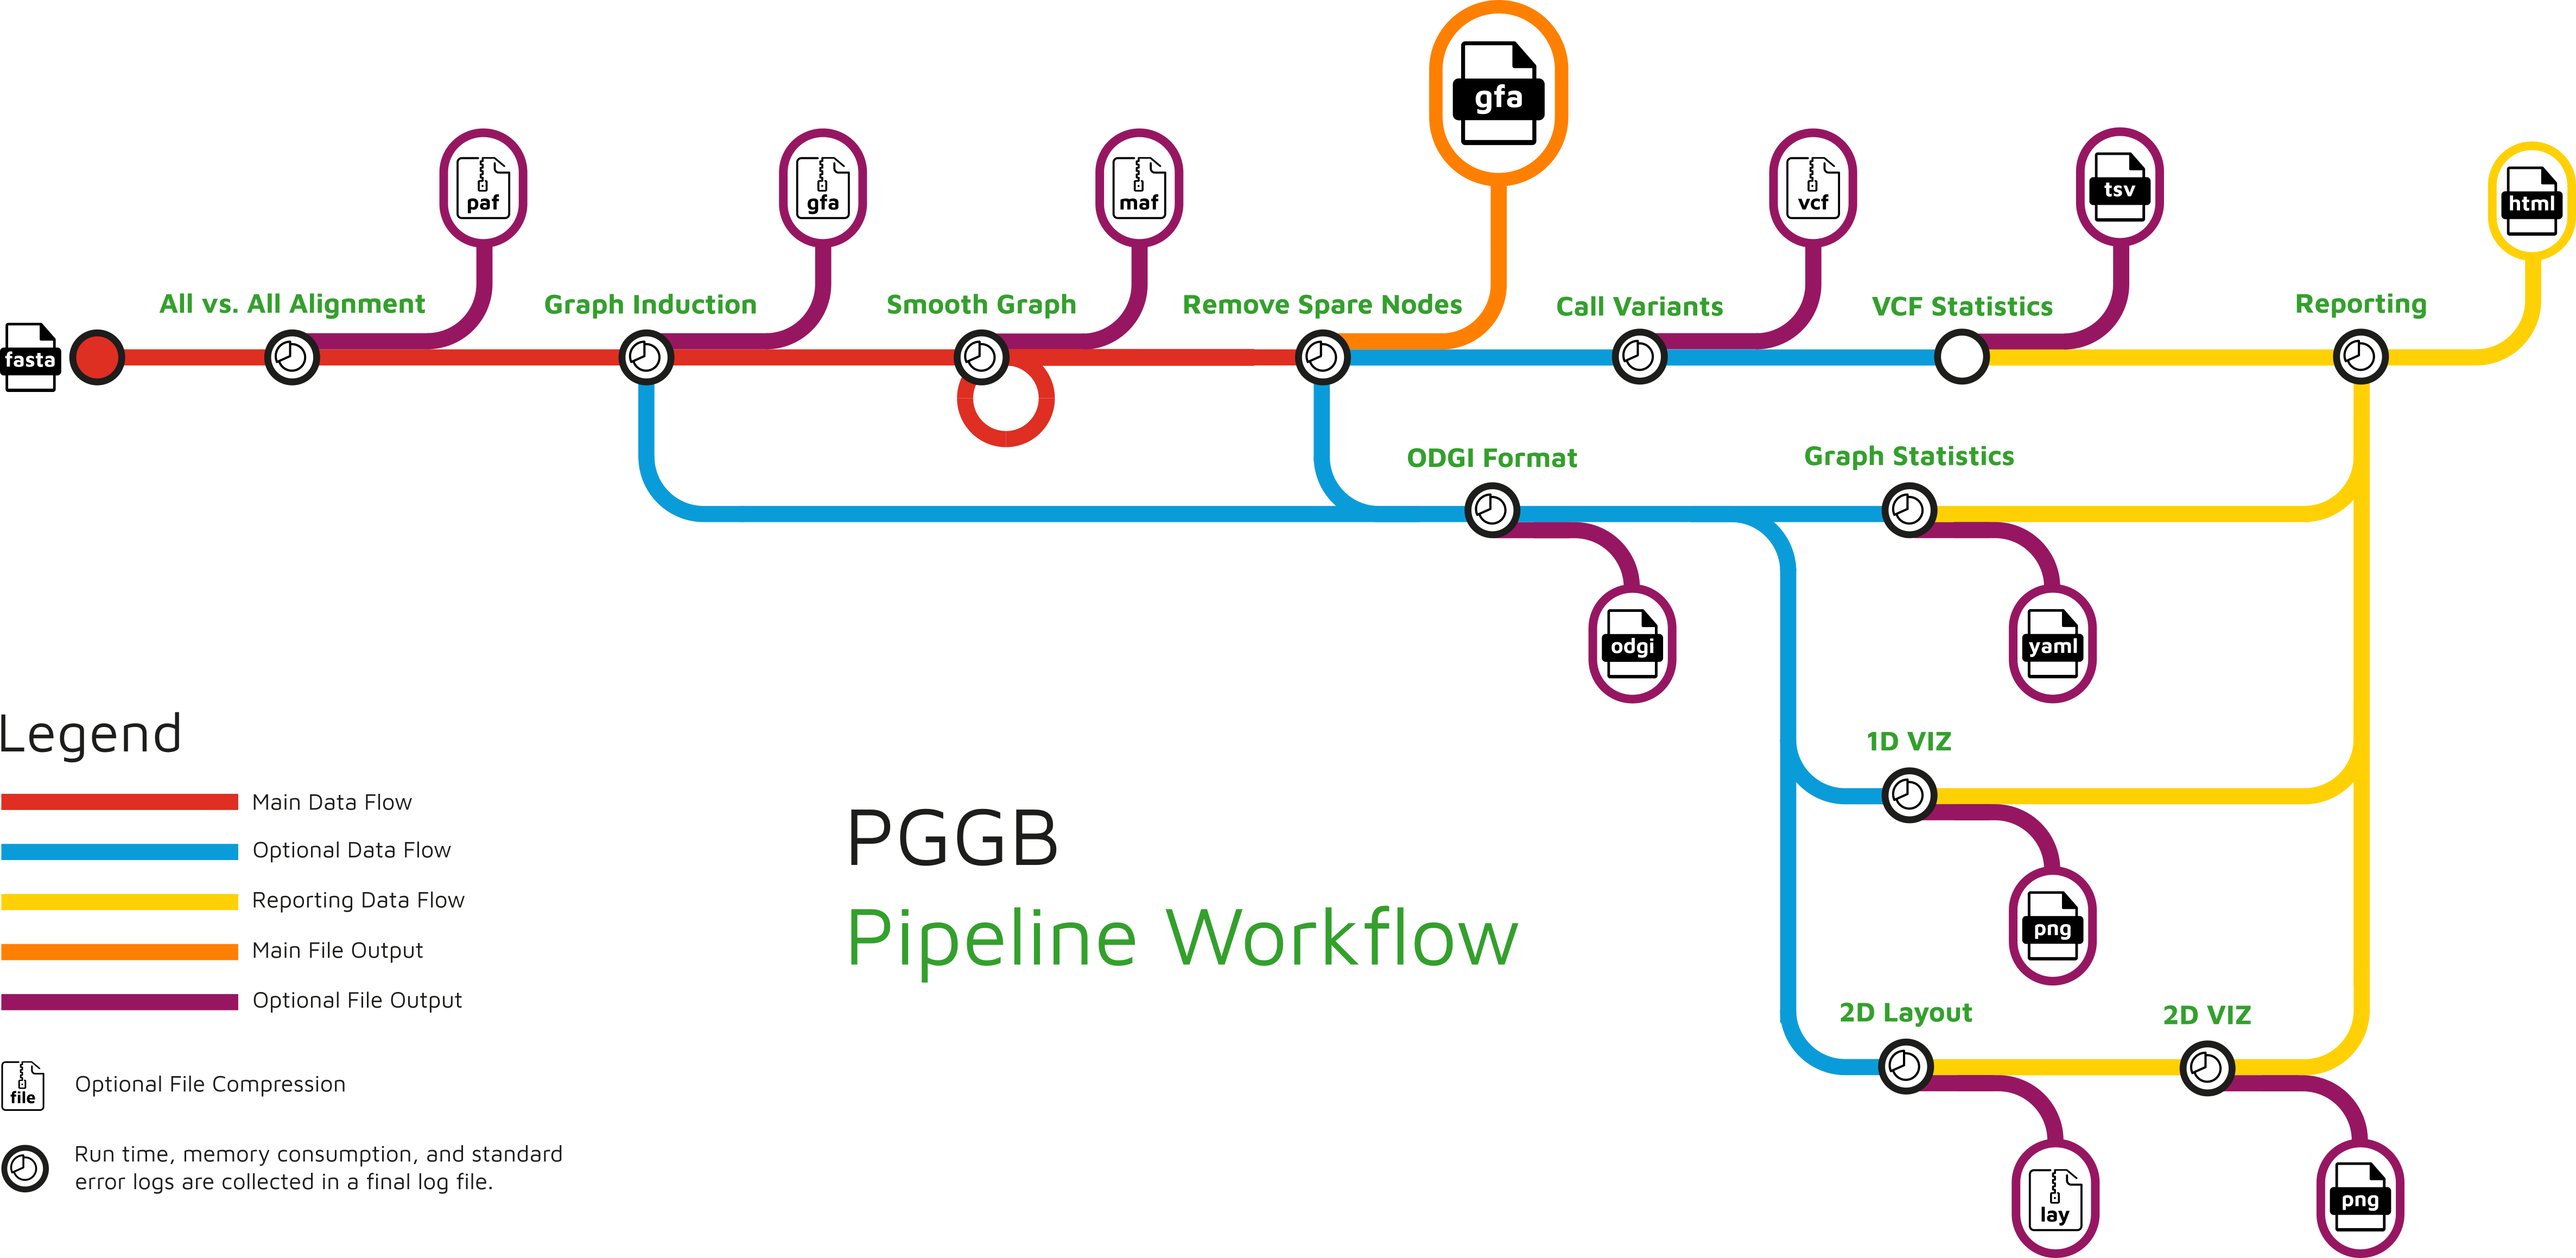 gfa
paf
gfa
maf
vcf
tsv
html
All vs. All Alignment
Graph Induction
Smooth Graph
Remove Spare Nodes
Call Variants
VCF Statistics
Reporting
fasta
ODGI Format
Graph Statistics
odgi
yaml
Legend
Main Data Flow
Optional Data Flow
Reporting Data Flow
Main File Output
Optional File Output
file
Optional File Compression
Run time, memory consumption, and standard
error logs are collected in a final log file.
PGGB
Pipeline Workflow
1D VIZ
png
2D Layout
2D VIZ
lay
png